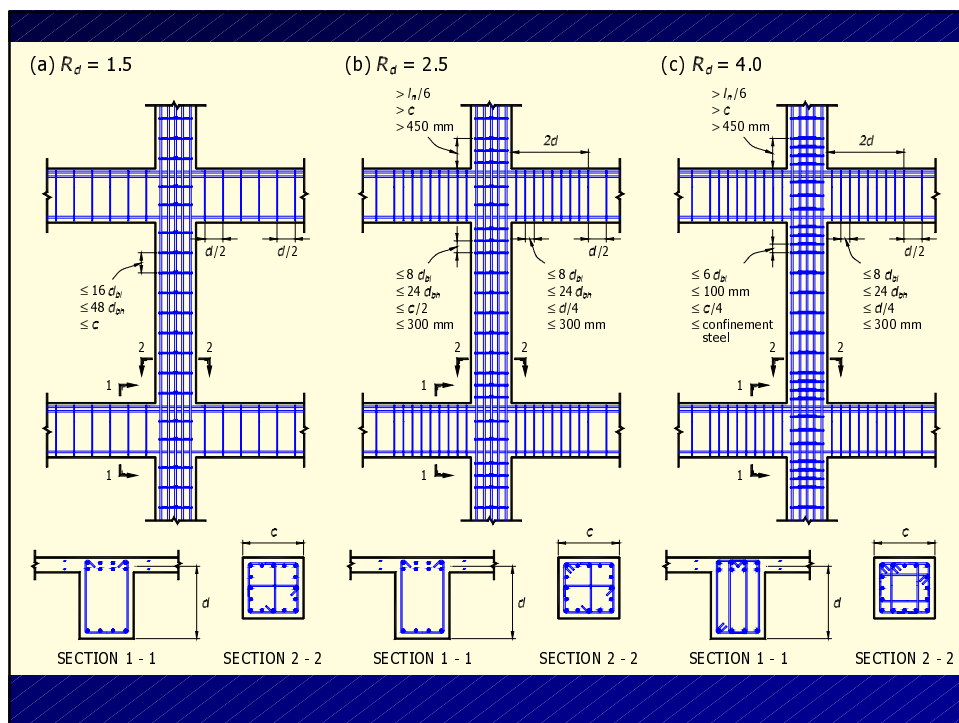 (a) Rd = 1.5
d/2
d/2
≤ 16 dbl
≤ 48 dbh
≤ c
2
2
1
1
c
d
SECTION 1 - 1
SECTION 2 - 2
(b) Rd = 2.5
> ln/6
> c
> 450 mm
2d
d/2
≤ 8 dbl
≤ 24 dbh
≤ c/2
≤ 300 mm
≤ 8 dbl
≤ 24 dbh
≤ d/4
≤ 300 mm
2
2
1
1
c
d
SECTION 1 - 1
SECTION 2 - 2
(c) Rd = 4.0
> ln/6
> c
> 450 mm
2d
d/2
≤ 6 dbl
≤ 100 mm
≤ c/4
≤ confinement
steel
≤ 8 dbl
≤ 24 dbh
≤ d/4
≤ 300 mm
2
2
1
1
c
d
SECTION 1 - 1
SECTION 2 - 2